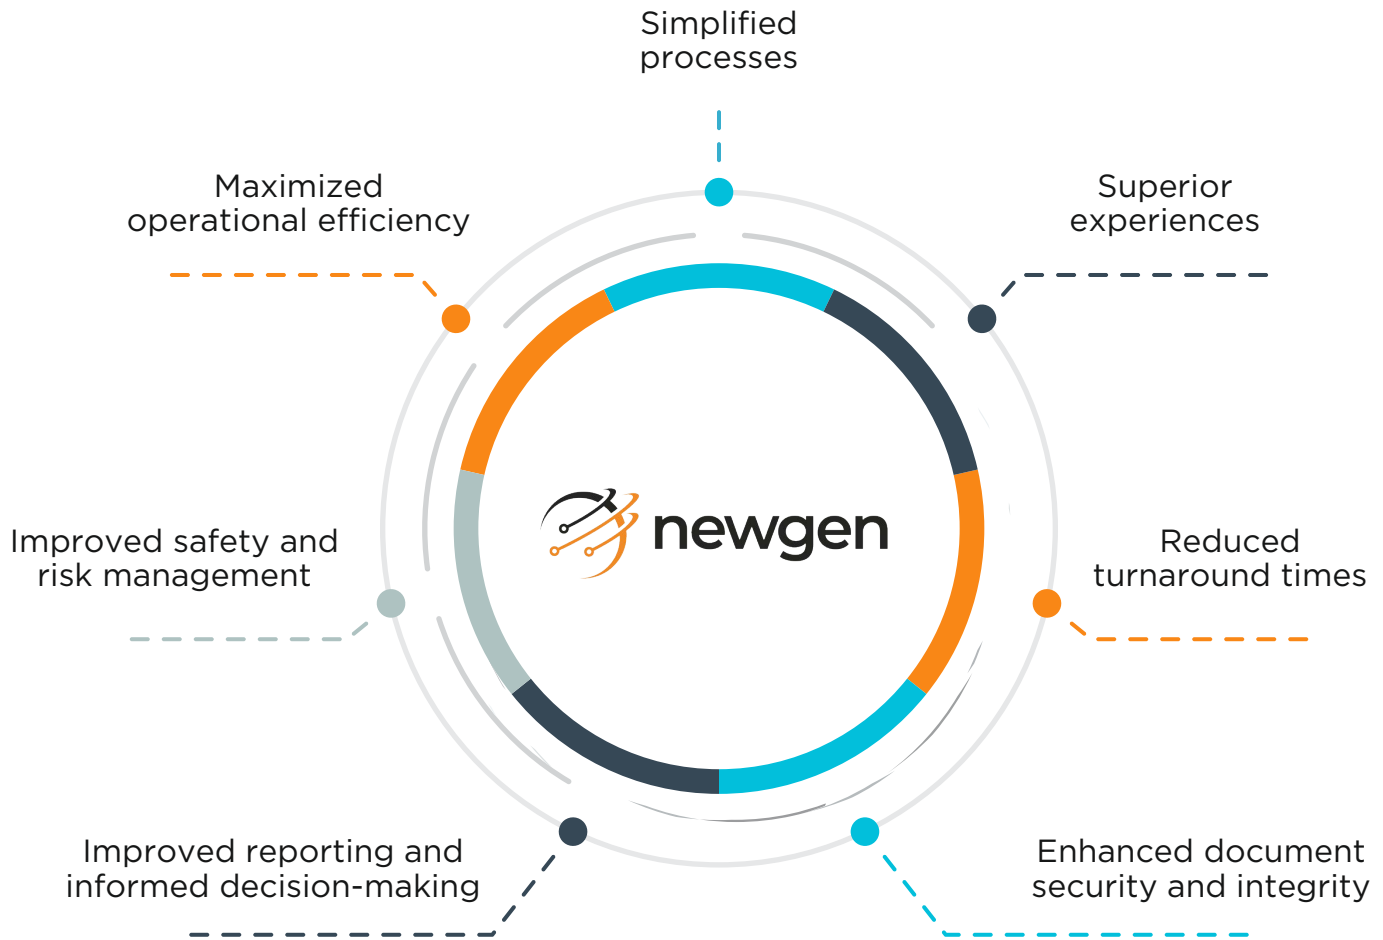 Simplified
processes
Maximized
operational efficiency
Superior
experiences
newgen
Improved safety and
risk management
Reduced
turnaround times
Improved reporting and
informed decision-making
Enhanced document
security and integrity